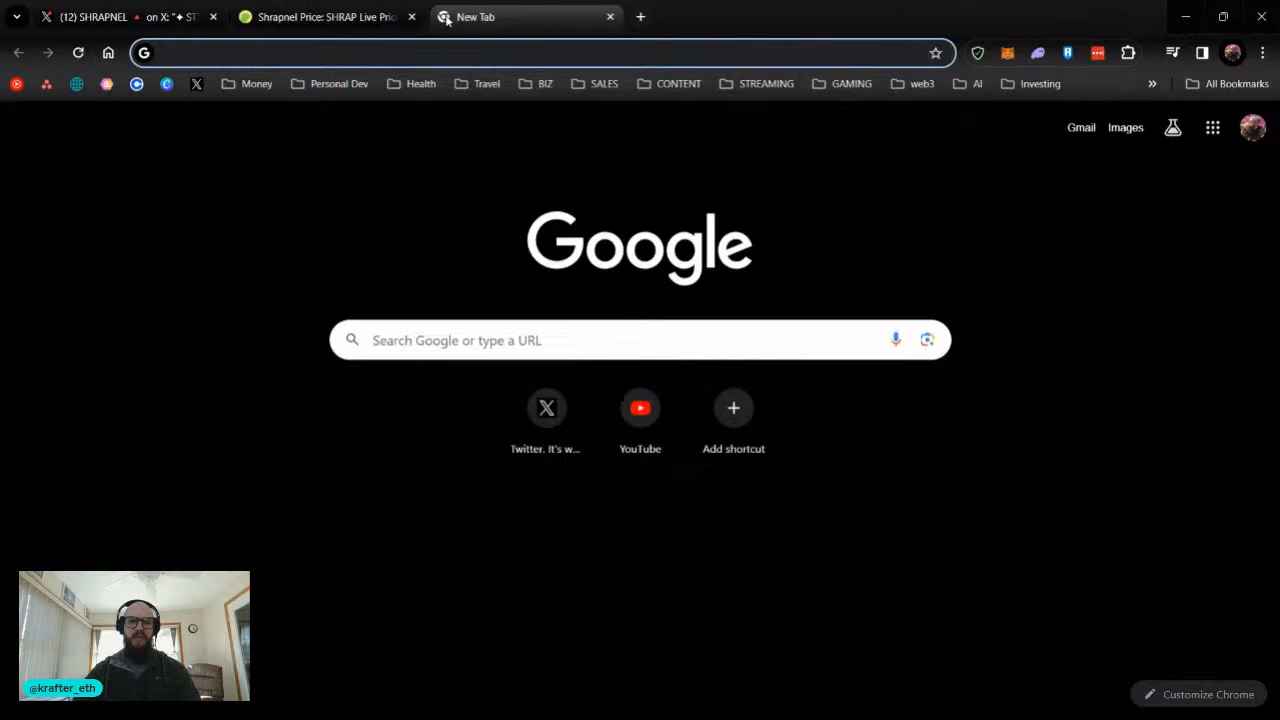 (12) SHRAPNEL 🔺 on X: "✦ ST
Shrapnel Price: SHRAP Live Pric
New Tab
Money
Personal Dev
Health
Travel
BIZ
SALES
CONTENT
STREAMING
GAMING
web3
AI
Investing
All Bookmarks
Gmail
Images
Google
Search Google or type a URL
Twitter. It's w...
YouTube
Add shortcut
@krafter_eth
Customize Chrome